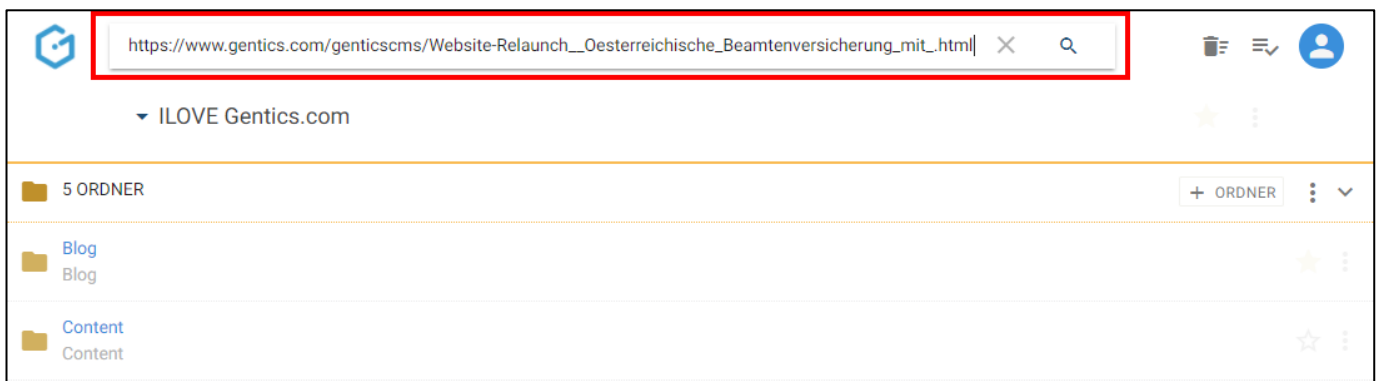 https://www.gentics.com/genticscms/Website-Relaunch__Oesterreichische_Beamtenversicherung_mit_.html
ILOVE Gentics.com
5 ORDNER
+ ORDNER
Blog
Blog
Content
Content